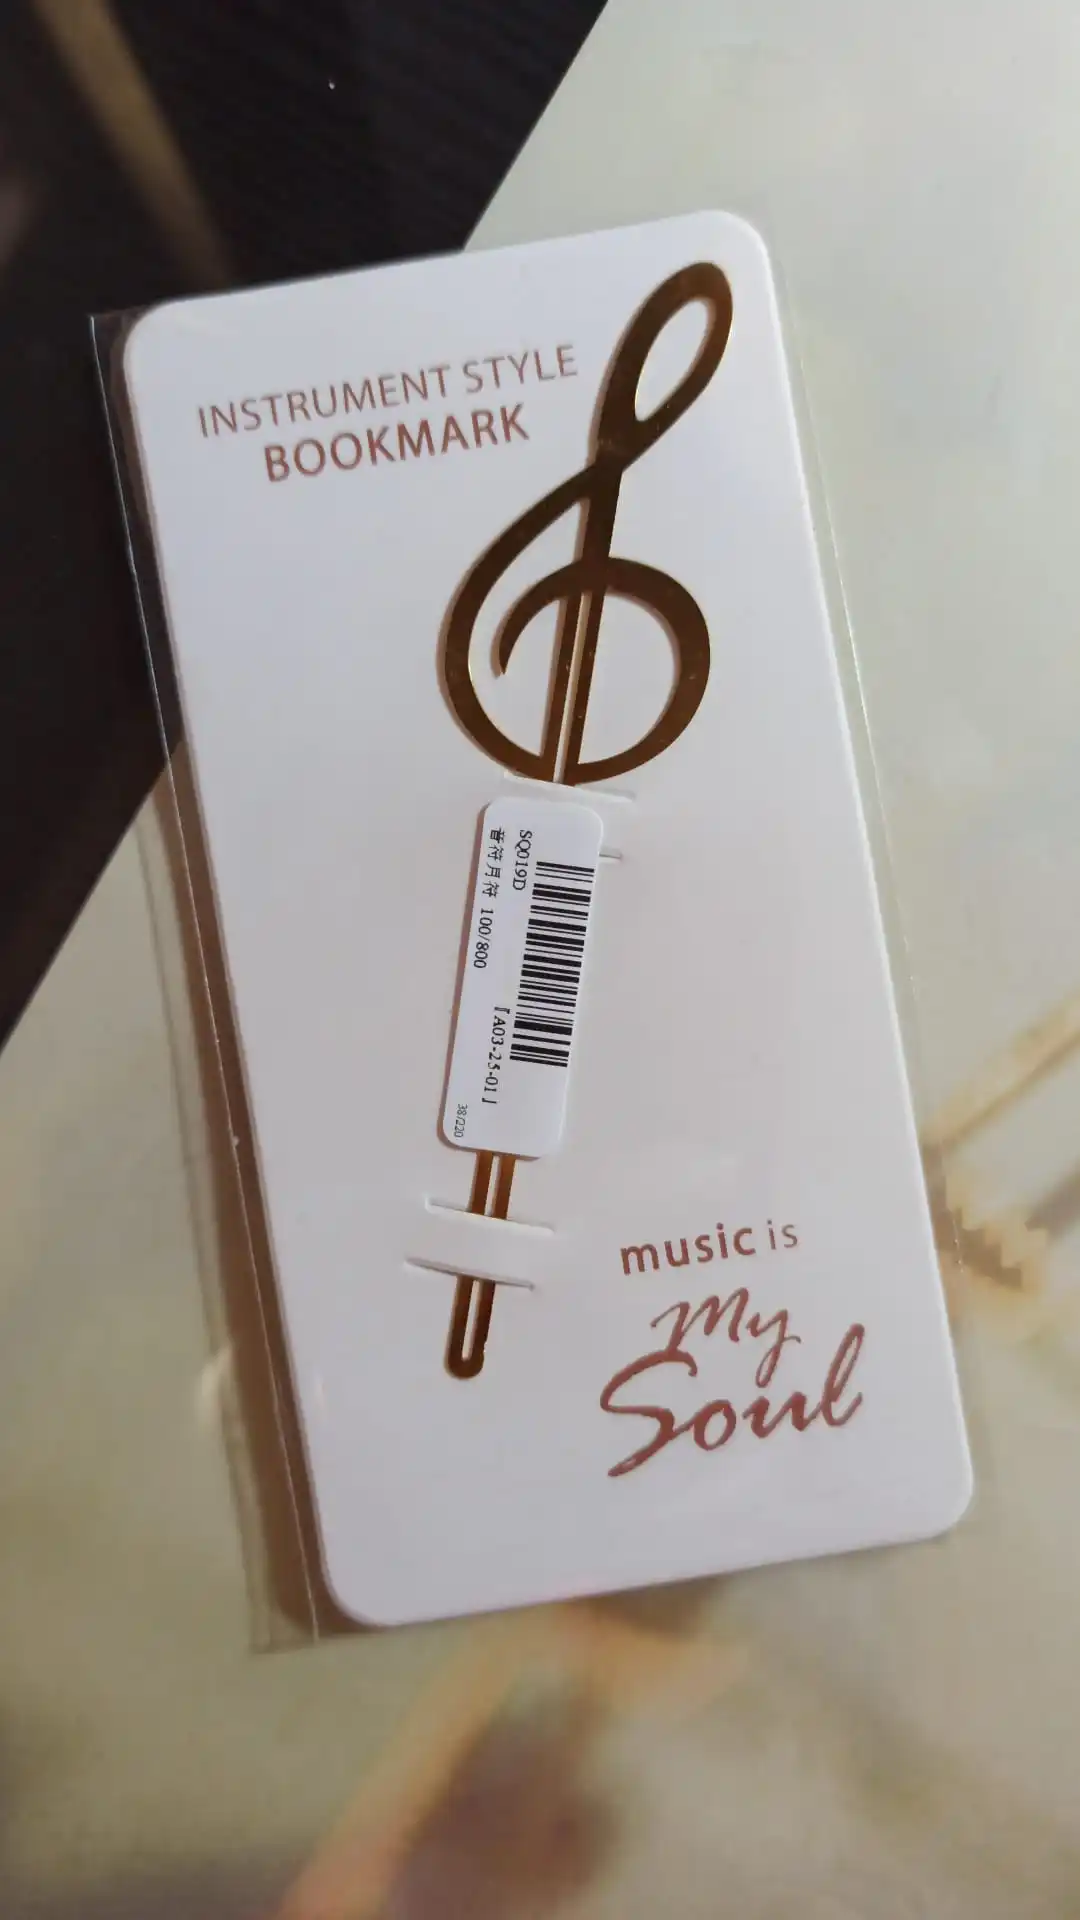 INSTRUMENT STYLE
BOOKMARK
SQ019D
音符月符 100/800
『A03-25-01』
38/220
music is
My
Soul